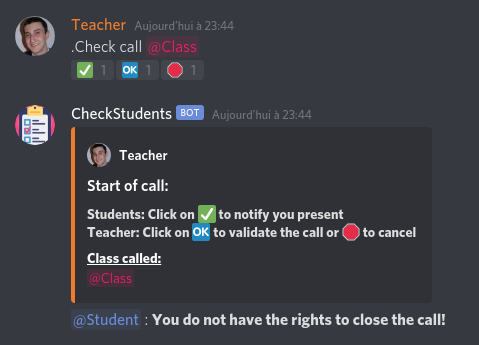 Teacher Aujourd'hui à 23:44
.Check call @Class
✅ 1 🆗 1 🛑 1
CheckStudents BOT Aujourd'hui à 23:44
Teacher
Start of call:
Students: Click on ✅ to notify you present
Teacher: Click on 🆗 to validate the call or 🛑 to cancel
Class called:
@Class
@Student : You do not have the rights to close the call!